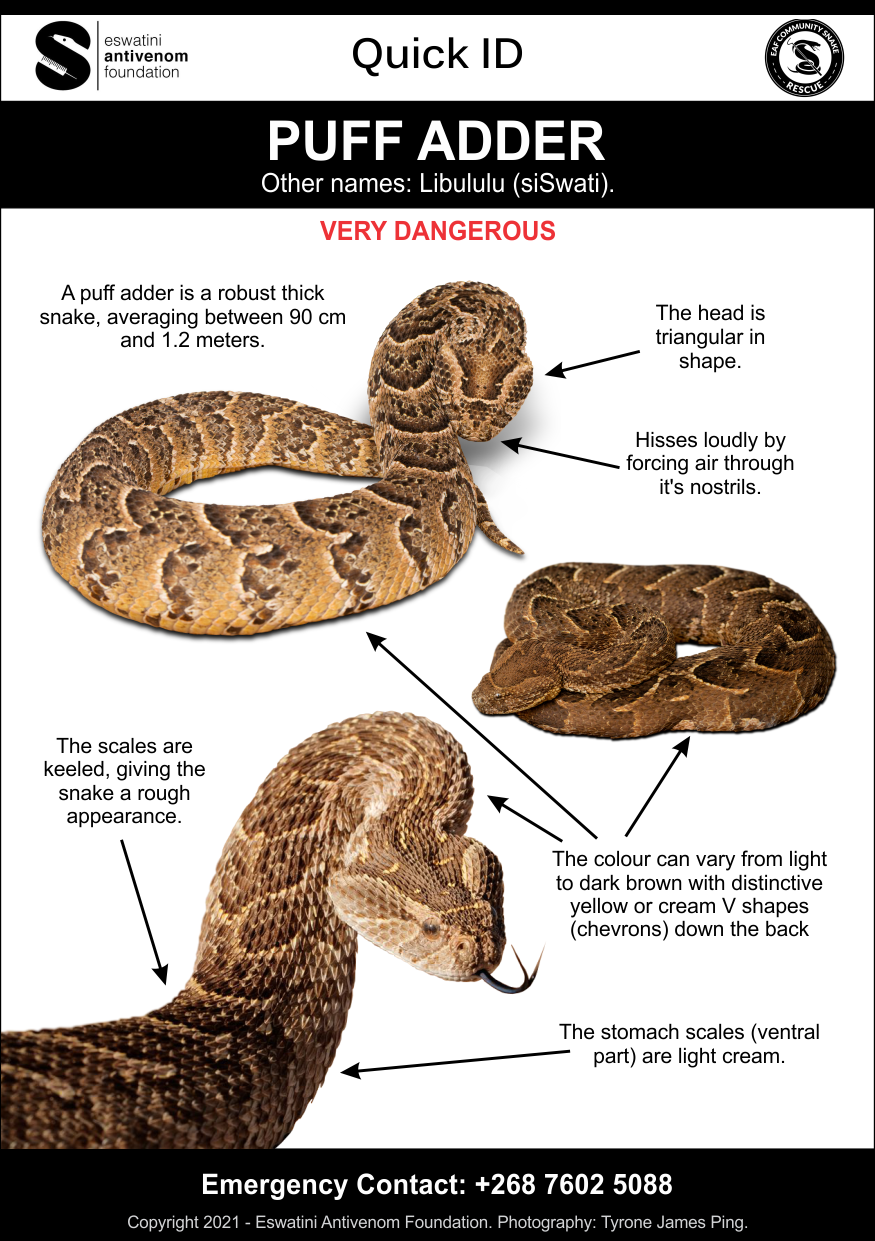 eswatini
antivenom
foundation
Quick ID
EAF COMMUNITY SNAKE
RESCUE
PUFF ADDER
Other names: Libululu (siSwati).
VERY DANGEROUS
A puff adder is a robust thick
snake, averaging between 90 cm
and 1.2 meters.
The head is
triangular in
shape.
Hisses loudly by
forcing air through
it's nostrils.
The scales are
keeled, giving the
snake a rough
appearance.
The colour can vary from light
to dark brown with distinctive
yellow or cream V shapes
(chevrons) down the back
The stomach scales (ventral
part) are light cream.
Emergency Contact: +268 7602 5088
Copyright 2021 - Eswatini Antivenom Foundation. Photography: Tyrone James Ping.